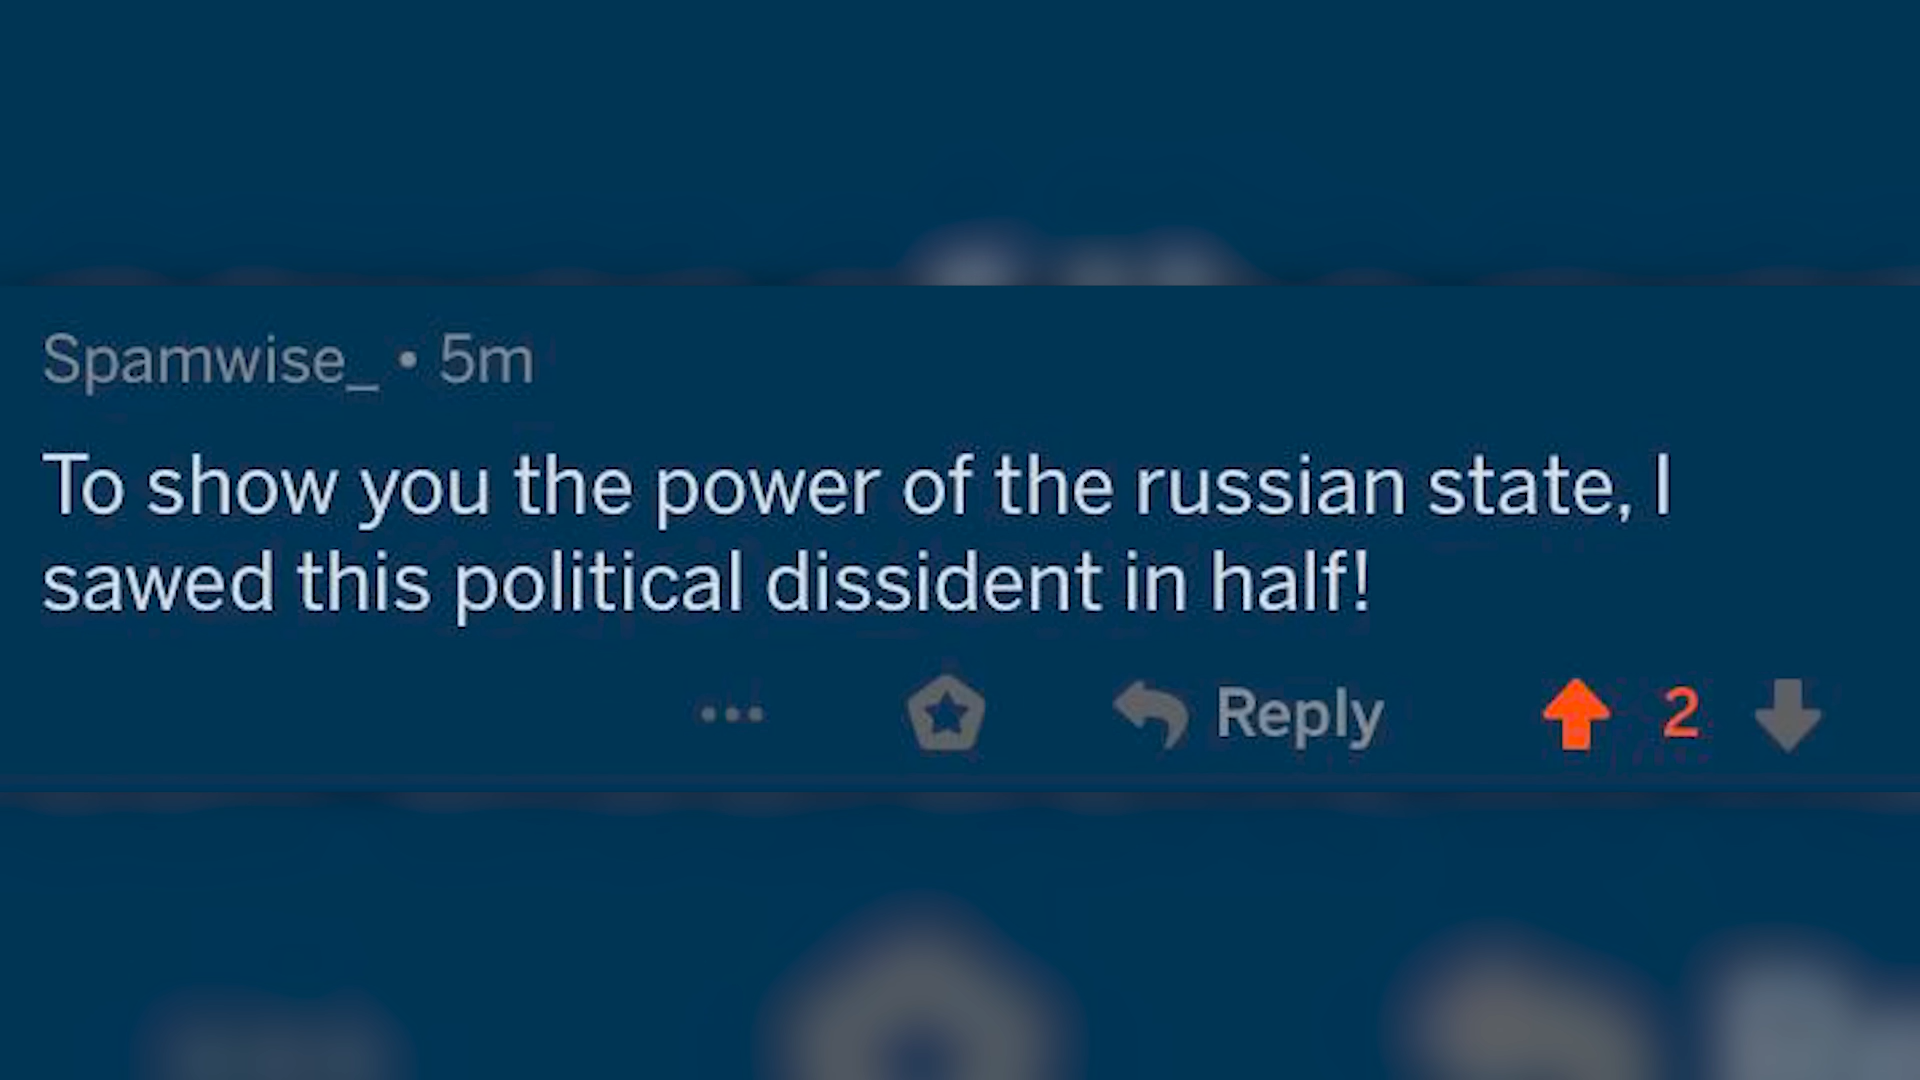 Spamwise_ • 5m
To show you the power of the russian state, I
sawed this political dissident in half!
Reply 2